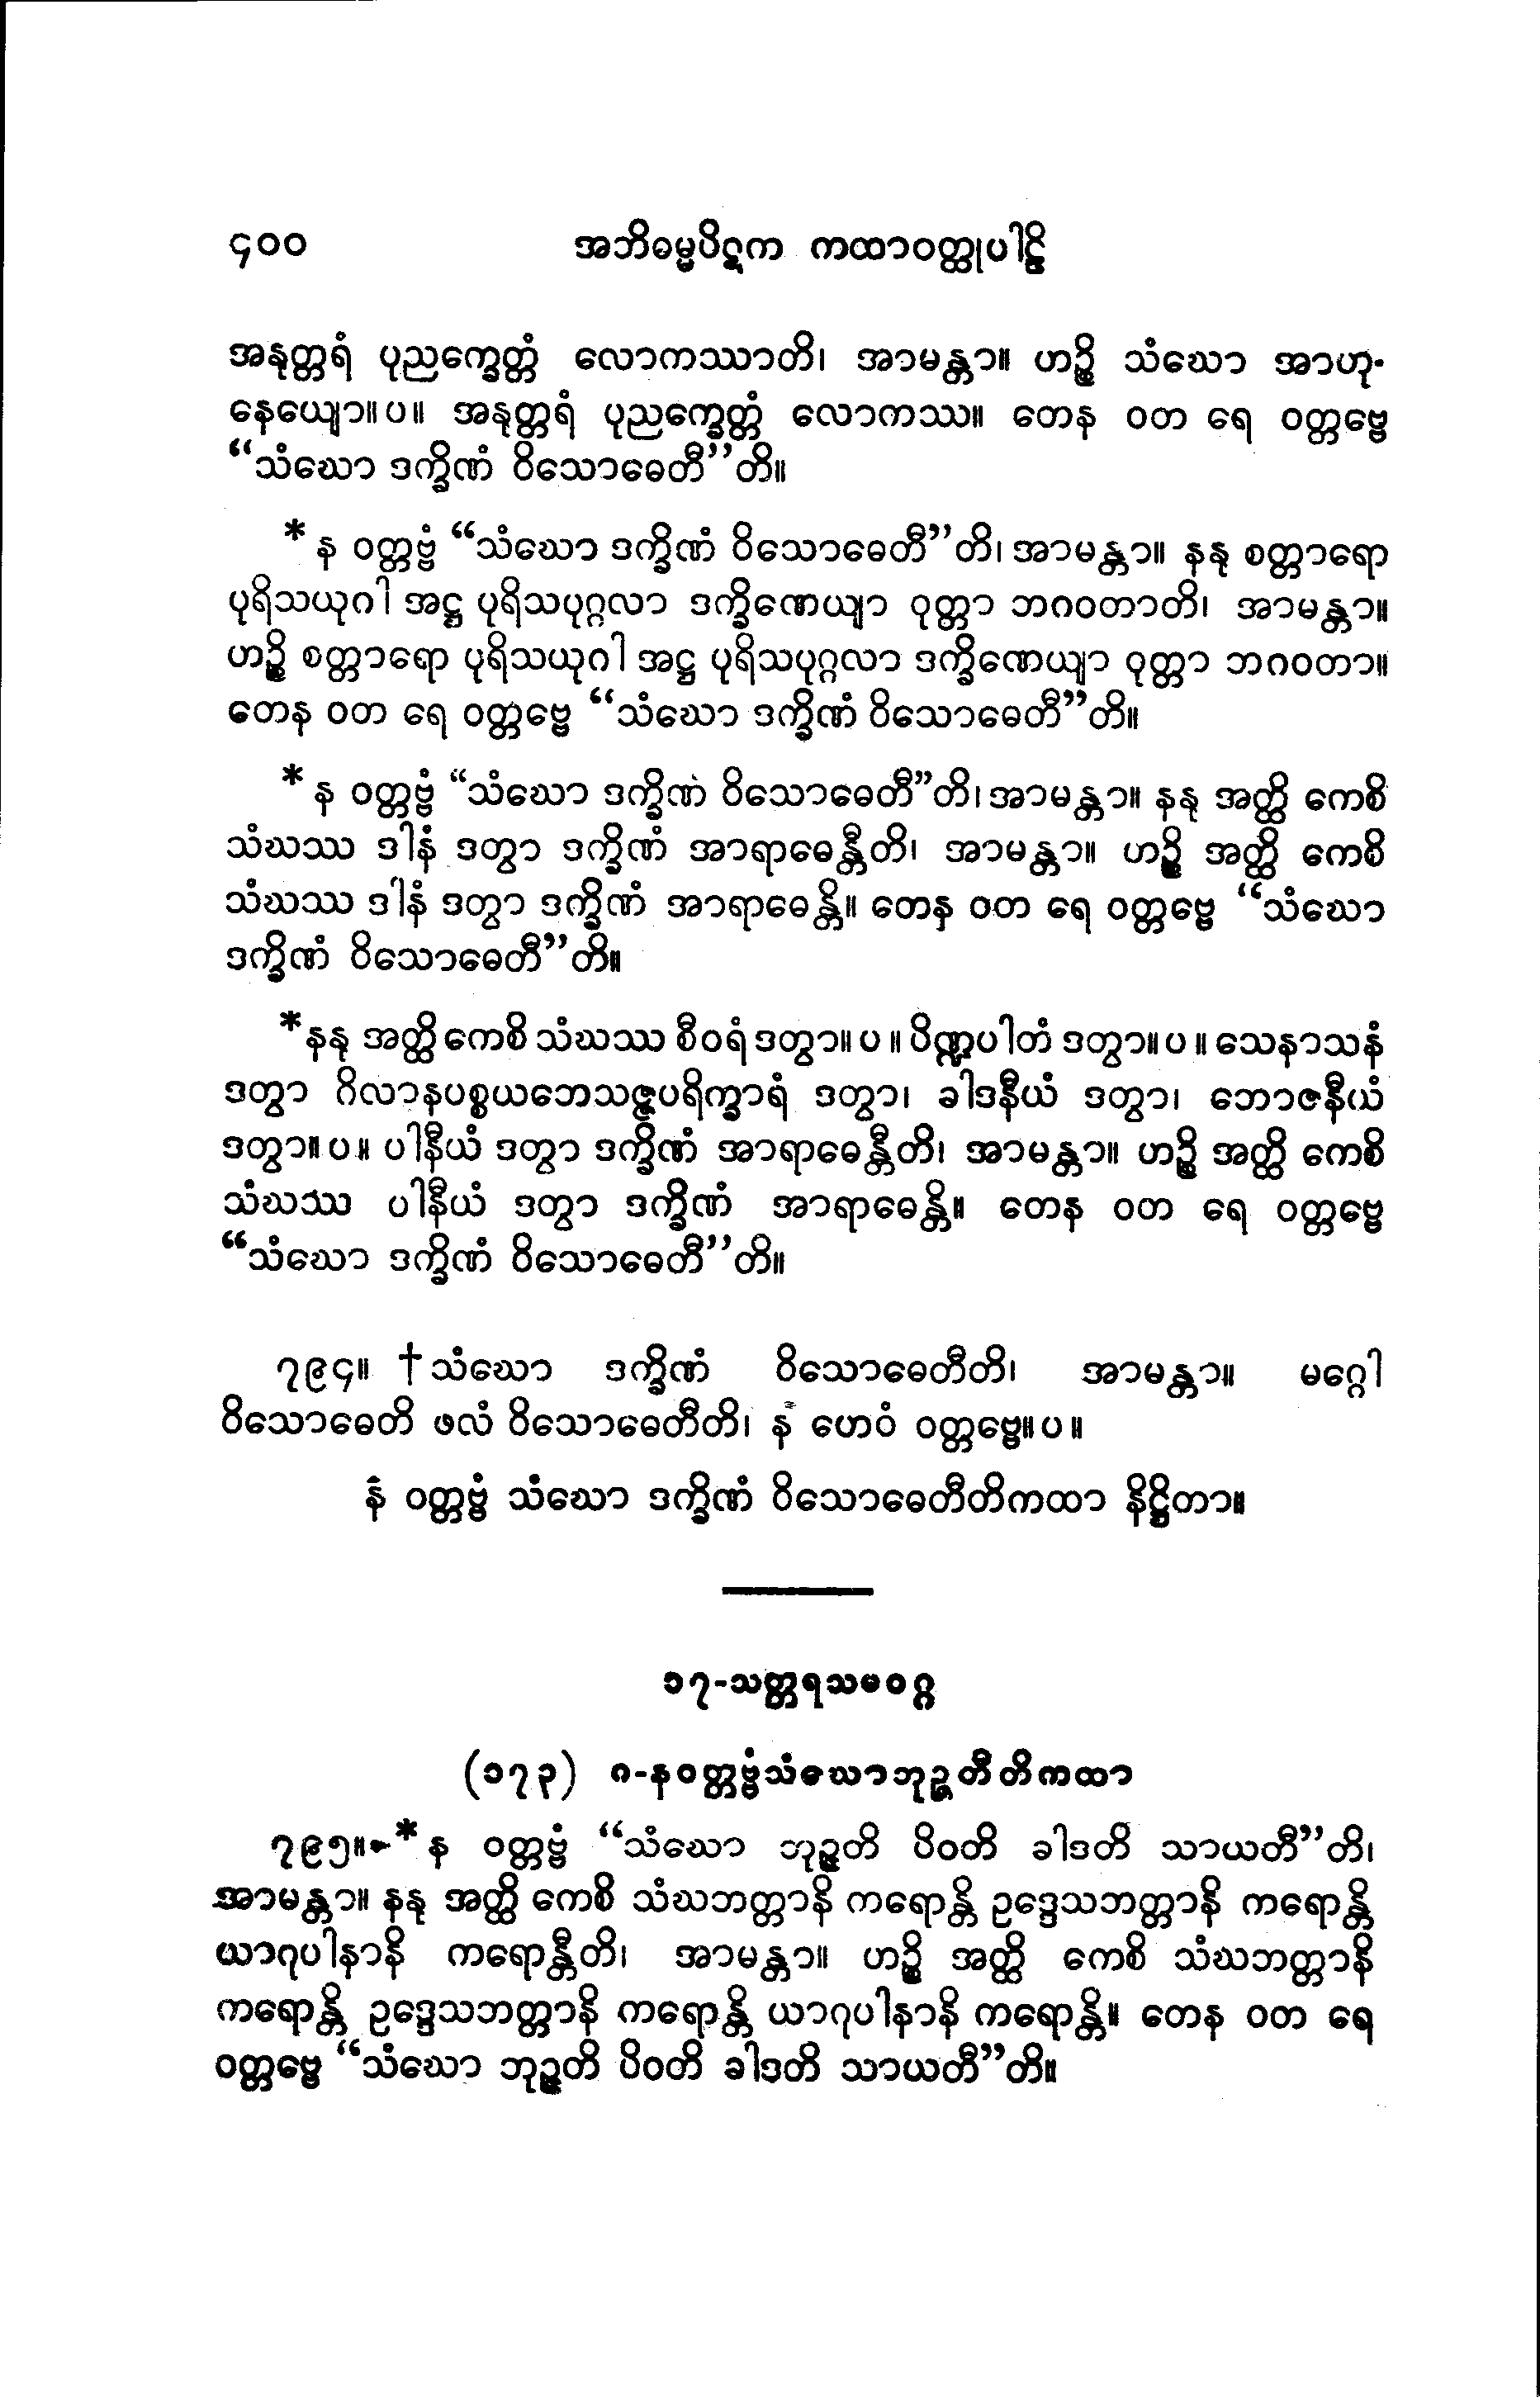 ၄၀၀ အဘိဓမ္မပိဋက ကထာဝတ္ထုပါဠိ
အနုတ္တရံ ပုညက္ခေတ္တံ လောကဿာတိ၊ အာမန္တာ။ ဟဉ္စိ သံဃော အာဟု-
နေယျော။ပ။ အနုတ္တရံ ပုညက္ခေတ္တံ လောကဿ။ တေန ဝတ ရေ ဝတ္တဗ္ဗေ
“သံဃော ဒက္ခိဏံ ဝိသောဓေတီ”တိ။
* န ဝတ္တဗ္ဗံ “သံဃော ဒက္ခိဏံ ဝိသောဓေတီ”တိ၊ အာမန္တာ။ နနု စတ္တာရော
ပုရိသယုဂါ အဋ္ဌ ပုရိသပုဂ္ဂလာ ဒက္ခိဏေယျာ ဝုတ္တာ ဘဂဝတာတိ၊ အာမန္တာ။
ဟဉ္စိ စတ္တာရော ပုရိသယုဂါ အဋ္ဌ ပုရိသပုဂ္ဂလာ ဒက္ခိဏေယျာ ဝုတ္တာ ဘဂဝတာ။
တေန ဝတ ရေ ဝတ္တဗ္ဗေ “သံဃော ဒက္ခိဏံ ဝိသောဓေတီ”တိ။
* န ဝတ္တဗ္ဗံ “သံဃော ဒက္ခိဏံ ဝိသောဓေတီ”တိ၊ အာမန္တာ။ နနု အတ္ထိ ကေစိ
သံဃဿ ဒါနံ ဒတွာ ဒက္ခိဏံ အာရာဓေန္တီတိ၊ အာမန္တာ။ ဟဉ္စိ အတ္ထိ ကေစိ
သံဃဿ ဒါနံ ဒတွာ ဒက္ခိဏံ အာရာဓေန္တိ။ တေန ဝတ ရေ ဝတ္တဗ္ဗေ “သံဃော
ဒက္ခိဏံ ဝိသောဓေတီ”တိ။
* နနု အတ္ထိ ကေစိ သံဃဿ စီဝရံ ဒတွာ။ပ။ ပိဏ္ဍပါတံ ဒတွာ။ပ။ သေနာသနံ
ဒတွာ ဂိလာနပစ္စယဘေသဇ္ဇပရိက္ခာရံ ဒတွာ၊ ခါဒနီယံ ဒတွာ၊ ဘောဇနီယံ
ဒတွာ။ပ။ ပါနီယံ ဒတွာ ဒက္ခိဏံ အာရာဓေန္တီတိ၊ အာမန္တာ။ ဟဉ္စိ အတ္ထိ ကေစိ
သံဃဿ ပါနီယံ ဒတွာ ဒက္ခိဏံ အာရာဓေန္တိ။ တေန ဝတ ရေ ဝတ္တဗ္ဗေ
“သံဃော ဒက္ခိဏံ ဝိသောဓေတီ”တိ။
၇၉၄။ † သံဃော ဒက္ခိဏံ ဝိသောဓေတီတိ၊ အာမန္တာ။ မဂ္ဂေါ
ဝိသောဓေတိ ဖလံ ဝိသောဓေတီတိ၊ န ဟေဝံ ဝတ္တဗ္ဗေ။ပ။
န ဝတ္တဗ္ဗံ သံဃော ဒက္ခိဏံ ဝိသောဓေတီတိကထာ နိဋ္ဌိတာ။
၁၇-သတ္တရသမဝဂ္ဂ
(၁၇၃) ၈-နဝတ္တဗ္ဗံသံဃောဘုဉ္ဇတီတိကထာ
၇၉၅။ * န ဝတ္တဗ္ဗံ “သံဃော ဘုဉ္ဇတိ ပိဝတိ ခါဒတိ သာယတီ”တိ၊
အာမန္တာ။ နနု အတ္ထိ ကေစိ သံဃဘတ္တာနိ ကရောန္တိ ဥဒ္ဒေသဘတ္တာနိ ကရောန္တိ
ယာဂုပါနာနိ ကရောန္တီတိ၊ အာမန္တာ။ ဟဉ္စိ အတ္ထိ ကေစိ သံဃဘတ္တာနိ
ကရောန္တိ ဥဒ္ဒေသဘတ္တာနိ ကရောန္တိ ယာဂုပါနာနိ ကရောန္တိ။ တေန ဝတ ရေ
ဝတ္တဗ္ဗေ “သံဃော ဘုဉ္ဇတိ ပိဝတိ ခါဒတိ သာယတီ”တိ။